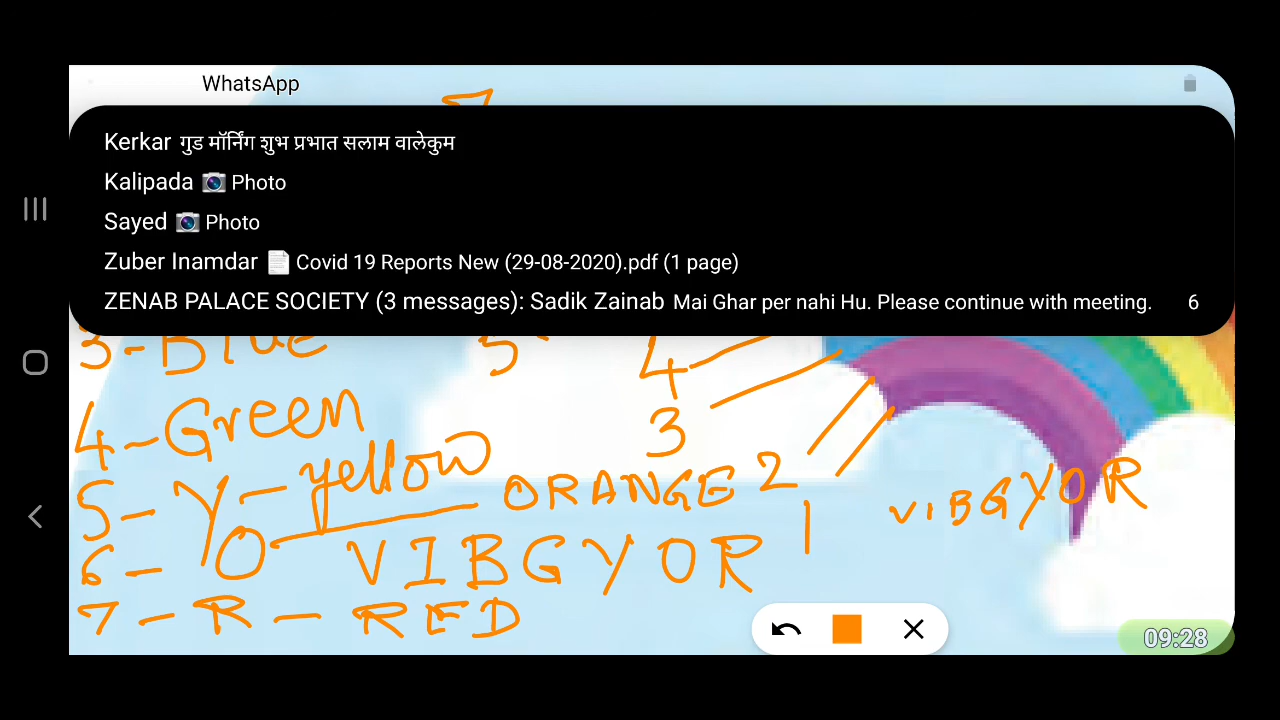 WhatsApp
7
Kerkar गुड मॉर्निंग शुभ प्रभात सलाम वालेकुम
Kalipada 📷 Photo
Sayed 📷 Photo
Zuber Inamdar 📄 Covid 19 Reports New (29-08-2020).pdf (1 page)
ZENAB PALACE SOCIETY (3 messages): Sadik Zainab Mai Ghar per nahi Hu. Please continue with meeting. 6
3-Blue 5 4
4-Green 3
5-Y-yellow ORANGE 2 1 VIBGYOR
6-O VIBGYOR
7-R-RED
09:28